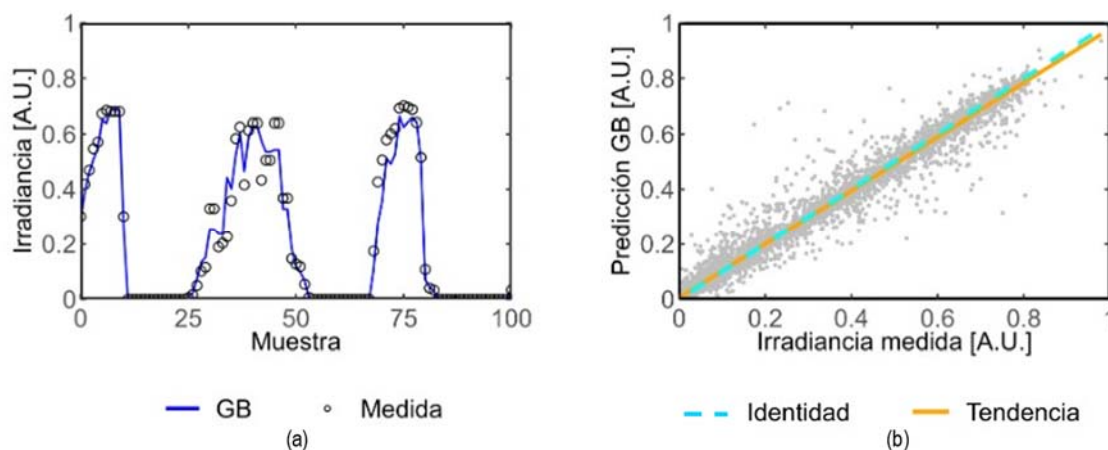 1
0.8
0.6
0.4
0.2
0
Irradiancia [A.U.]
0 25 50 75 100
Muestra
GB Medida
(a)
1
0.8
0.6
0.4
0.2
0
Predicción GB [A.U.]
0 0.2 0.4 0.6 0.8 1
Irradiancia medida [A.U.]
Identidad Tendencia
(b)